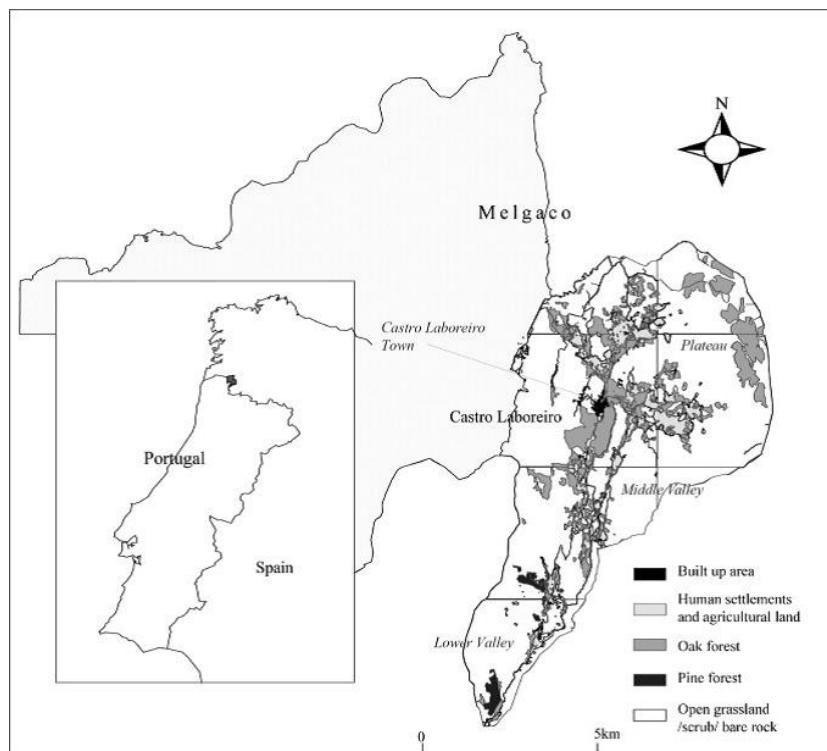 N
Melgaco
Castro Laboreiro
Town
Plateau
Castro Laboreiro
Portugal
Middle Valley
Spain
Built up area
Human settlements
and agricultural land
Oak forest
Lower Valley
Pine forest
Open grassland
/scrub/ bare rock
0
5km